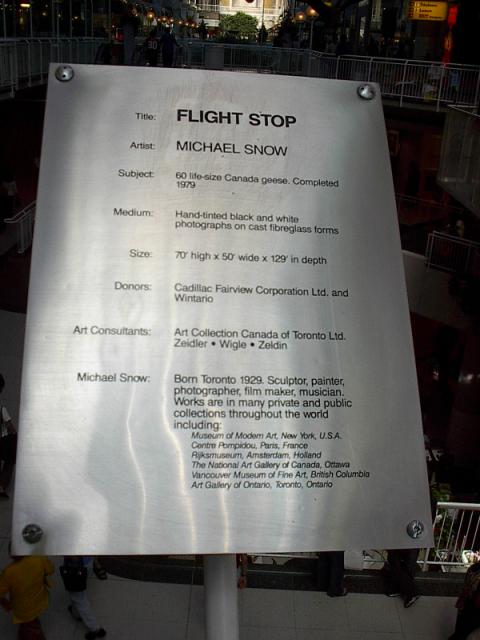 Title: FLIGHT STOP
Artist: MICHAEL SNOW
Subject: 60 life-size Canada geese. Completed
1979
Medium: Hand-tinted black and white
photographs on cast fibreglass forms
Size: 70' high x 50' wide x 129' in depth
Donors: Cadillac Fairview Corporation Ltd. and
Wintario
Art Consultants: Art Collection Canada of Toronto Ltd.
Zeidler • Wigle • Zeldin
Michael Snow: Born Toronto 1929. Sculptor, painter,
photographer, film maker, musician.
Works are in many private and public
collections throughout the world
including:
Museum of Modern Art, New York, U.S.A.
Centre Pompidou, Paris, France
Rijksmuseum, Amsterdam, Holland
The National Art Gallery of Canada, Ottawa
Vancouver Museum of Fine Art, British Columbia
Art Gallery of Ontario, Toronto, Ontario